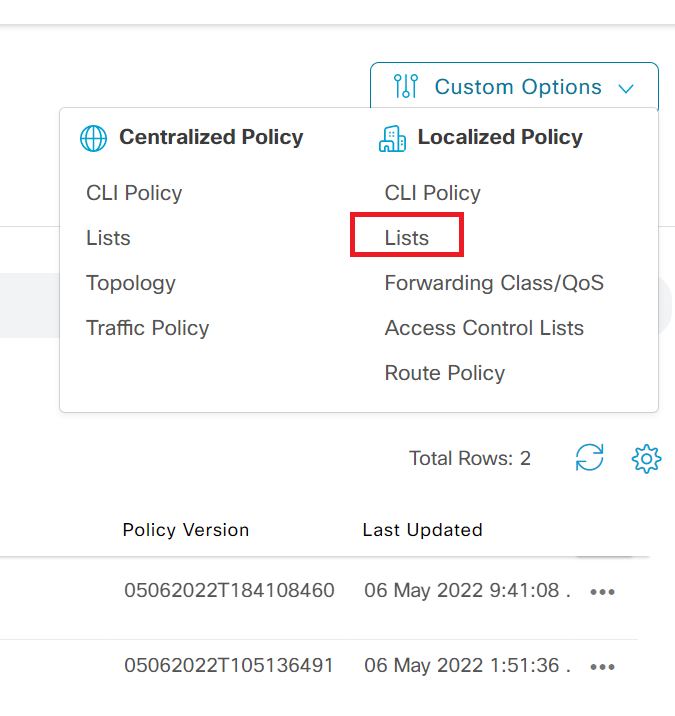 Custom Options
Centralized Policy
CLI Policy
Lists
Topology
Traffic Policy
Localized Policy
CLI Policy
Lists
Forwarding Class/QoS
Access Control Lists
Route Policy
Total Rows: 2
Policy Version Last Updated
05062022T184108460 06 May 2022 9:41:08 .
05062022T105136491 06 May 2022 1:51:36 .